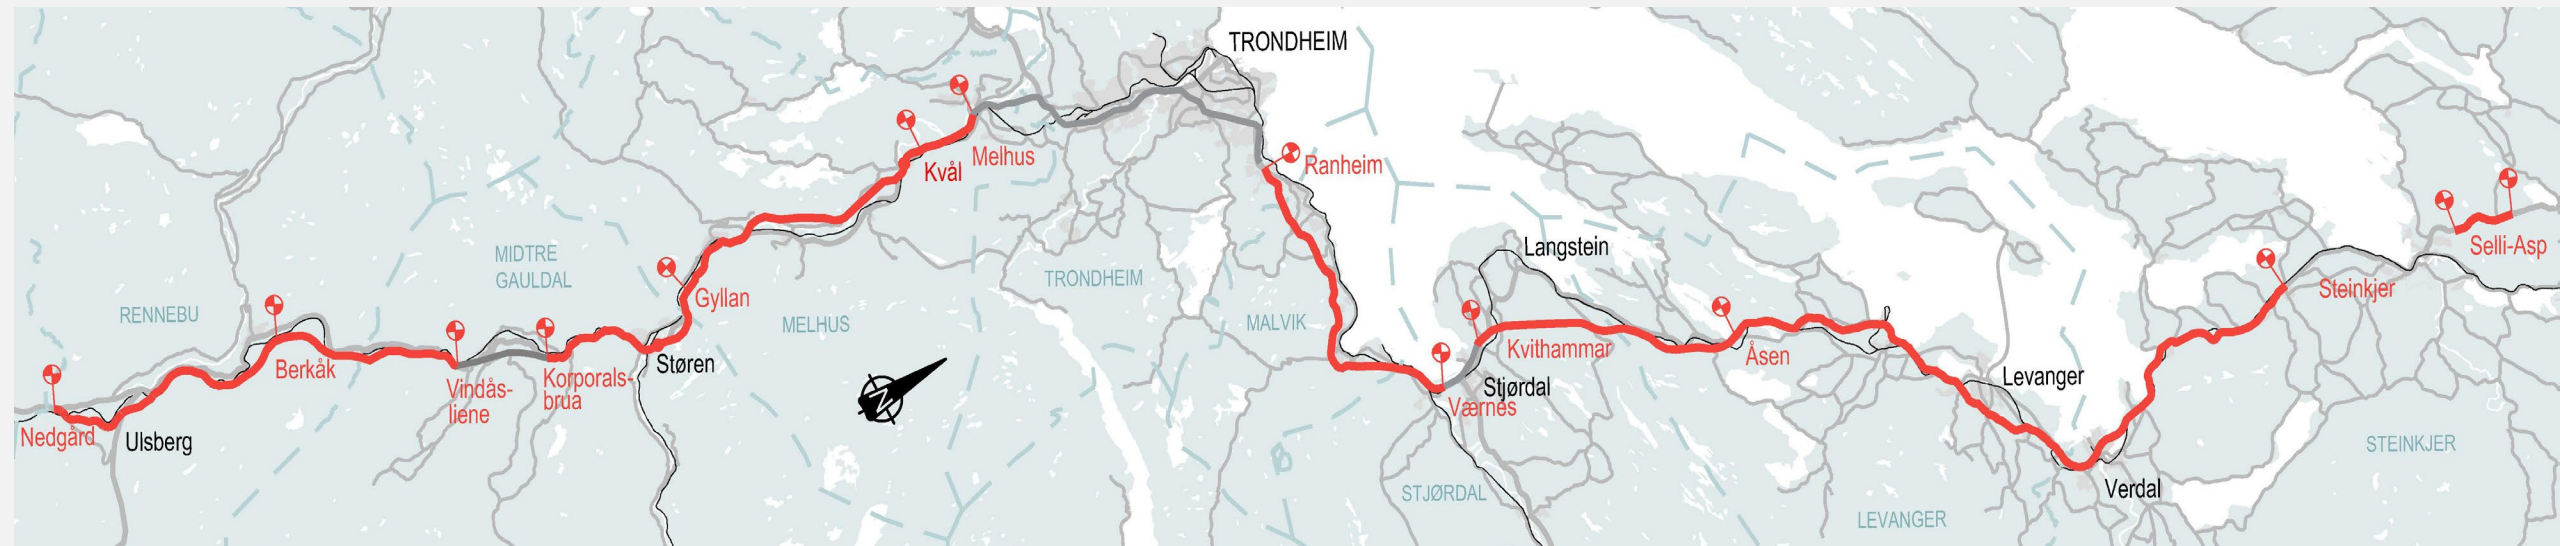 TRONDHEIM
Ranheim
Melhus
Kvål
Langstein
Selli-Asp
MIDTRE
GAULDAL
TRONDHEIM
Steinkjer
Gyllan
RENNEBU
MELHUS
MALVIK
Kvithammar
Åsen
Støren
Berkåk
Korporals-
brua
Vindås-
liene
Stjørdal
Værnes
Levanger
Nedgård
Ulsberg
N
STEINKJER
STJØRDAL
Verdal
LEVANGER